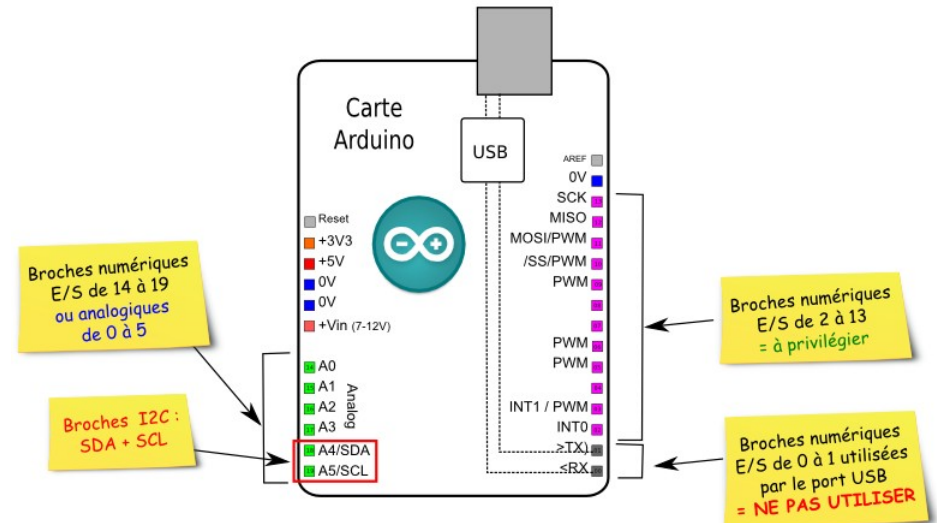 Carte
Arduino
USB
Reset
+3V3
+5V
0V
0V
+Vin (7-12V)
A0
A1
A2
A3
A4/SDA
A5/SCL
Analog
AREF
0V
SCK
MISO
MOSI/PWM
/SS/PWM
PWM
PWM
PWM
INT1 / PWM
INT0
>TX)
<RX
Broches numériques
E/S de 14 à 19
ou analogiques
de 0 à 5
Broches I2C :
SDA + SCL
Broches numériques
E/S de 2 à 13
= à privilégier
Broches numériques
E/S de 0 à 1 utilisées
par le port USB
= NE PAS UTILISER